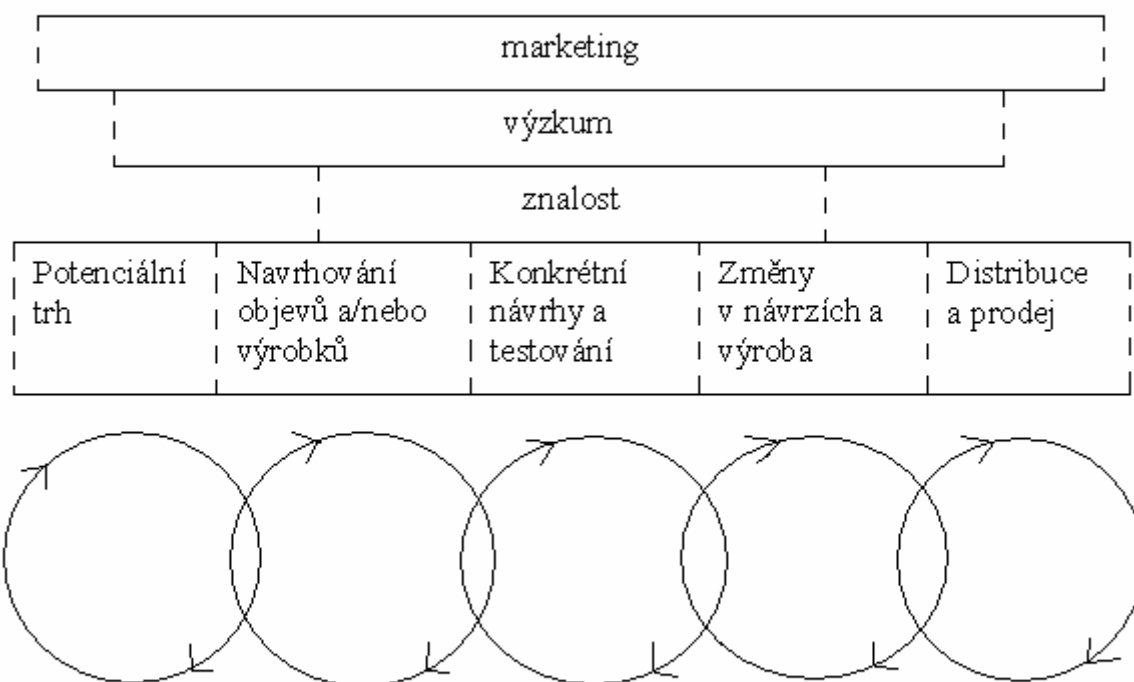 marketing
výzkum
znalost
Potenciální
trh
Navrhování
objevů a/nebo
výrobků
Konkrétní
návrhy a
testování
Změny
v návrzích a
výroba
Distribuce
a prodej